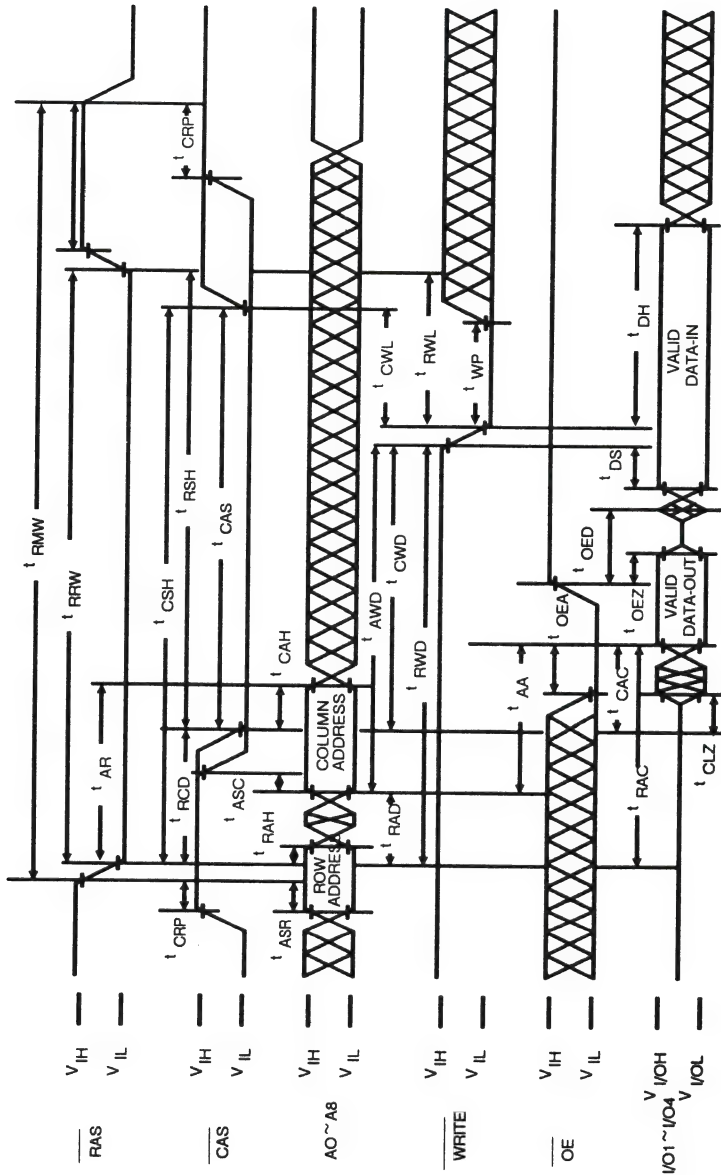 RAS
V IH
V IL
t RMW
t RRW
t AR
CAS
V IH
V IL
t CRP
t RCD
t CSH
t RSH
t CAS
t CRP
A0~A8
V IH
V IL
t ASR
t RAH
t ASC
t CAH
ROW ADDRESS
COLUMN ADDRESS
WRITE
V IH
V IL
t RAD
t AWD
t CWD
t RWD
t CWL
t RWL
t WP
OE
V IH
V IL
t AA
t OEA
t OED
t DS
t DH
I/O1~I/O4
V I/OH
V I/OL
t RAC
t CAC
t CLZ
t OEZ
VALID DATA-OUT
VALID DATA-IN